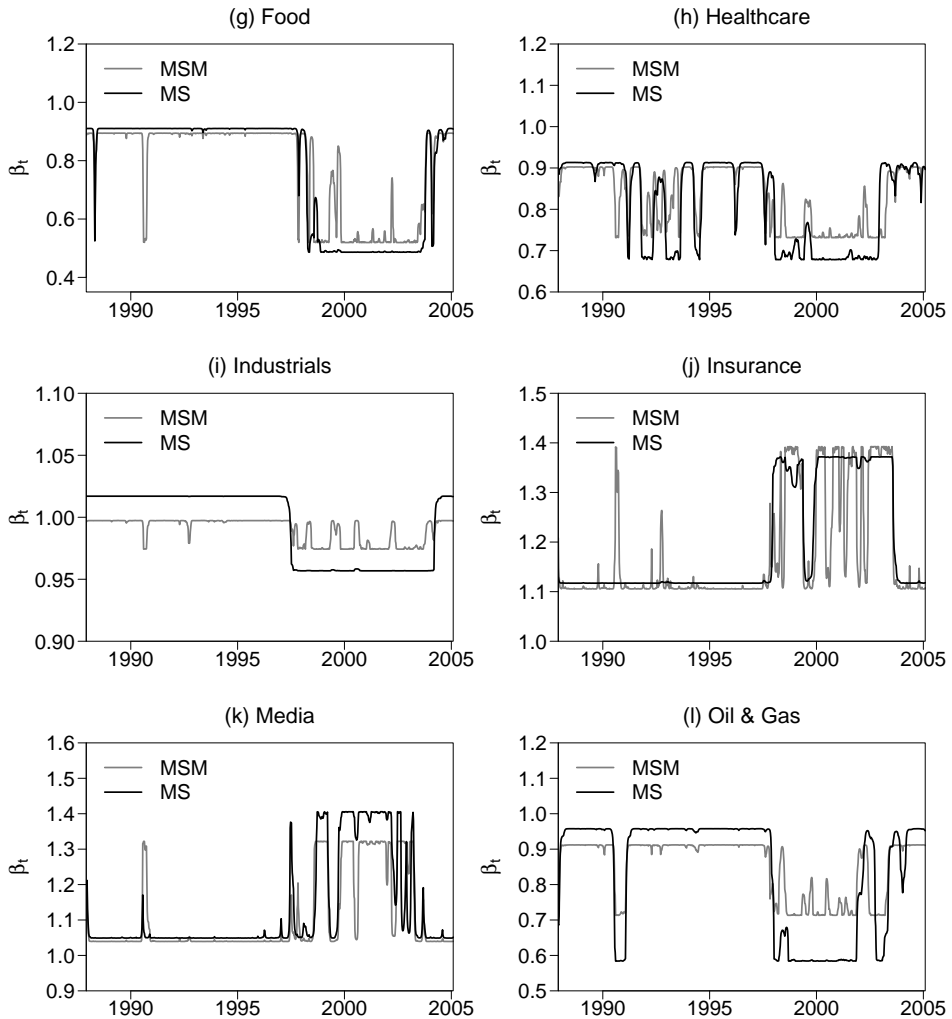 (g) Food
1.2
1.0
0.8
0.6
0.4
βt
MSM
MS
1990
1995
2000
2005
(h) Healthcare
1.2
1.1
1.0
0.9
0.8
0.7
0.6
βt
MSM
MS
1990
1995
2000
2005
(i) Industrials
1.10
1.05
1.00
0.95
0.90
βt
MSM
MS
1990
1995
2000
2005
(j) Insurance
1.5
1.4
1.3
1.2
1.1
1.0
βt
MSM
MS
1990
1995
2000
2005
(k) Media
1.6
1.5
1.4
1.3
1.2
1.1
1.0
0.9
βt
MSM
MS
1990
1995
2000
2005
(l) Oil & Gas
1.2
1.1
1.0
0.9
0.8
0.7
0.6
0.5
βt
MSM
MS
1990
1995
2000
2005